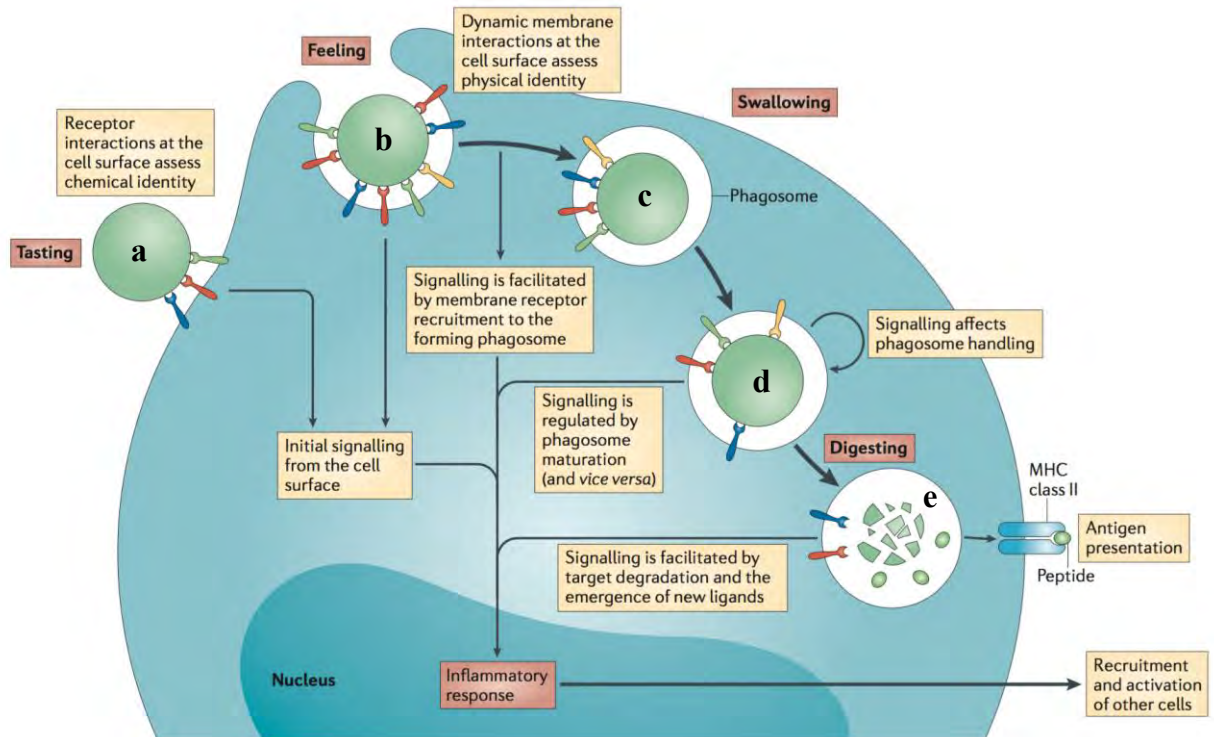 Feeling
Dynamic membrane
interactions at the
cell surface assess
physical identity
Swallowing
Receptor
interactions at the
cell surface assess
chemical identity
b
c
Phagosome
Tasting
a
Signalling is facilitated
by membrane receptor
recruitment to the
forming phagosome
Signalling affects
phagosome handling
d
Signalling is
regulated by
phagosome
maturation
(and vice versa)
Initial signalling
from the cell
surface
Digesting
e
MHC
class II
Antigen
presentation
Peptide
Signalling is facilitated by
target degradation and the
emergence of new ligands
Nucleus
Inflammatory
response
Recruitment
and activation
of other cells